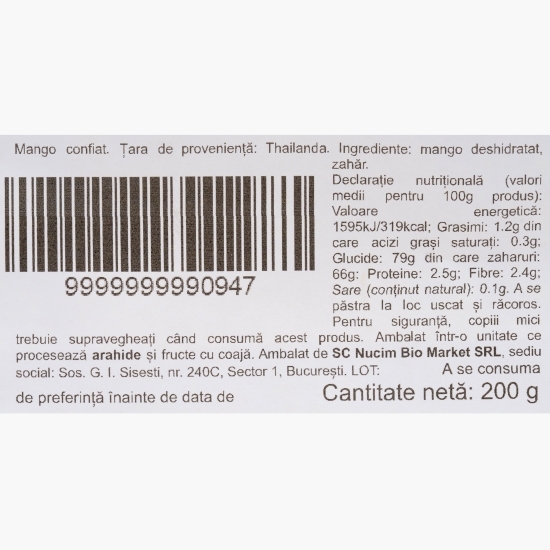 Mango confiat. Țara de proveniență: Thailanda. Ingrediente: mango deshidratat,
zahăr.
Declarație nutrițională (valori
medii pentru 100g produs):
Valoare energetică:
1595kJ/319kcal; Grasimi: 1.2g din
care acizi grași saturați: 0.3g;
Glucide: 79g din care zaharuri:
66g: Proteine: 2.5g; Fibre: 2.4g;
Sare (conținut natural): 0.1g. A se
păstra la loc uscat și răcoros.
Pentru siguranță, copiii mici
9999999990947
trebuie supravegheați când consumă acest produs. Ambalat într-o unitate ce
procesează arahide și fructe cu coajă. Ambalat de SC Nucim Bio Market SRL, sediu
social: Sos. G. I. Sisesti, nr. 240C, Sector 1, București. LOT: A se consuma
de preferință înainte de data de Cantitate netă: 200 g